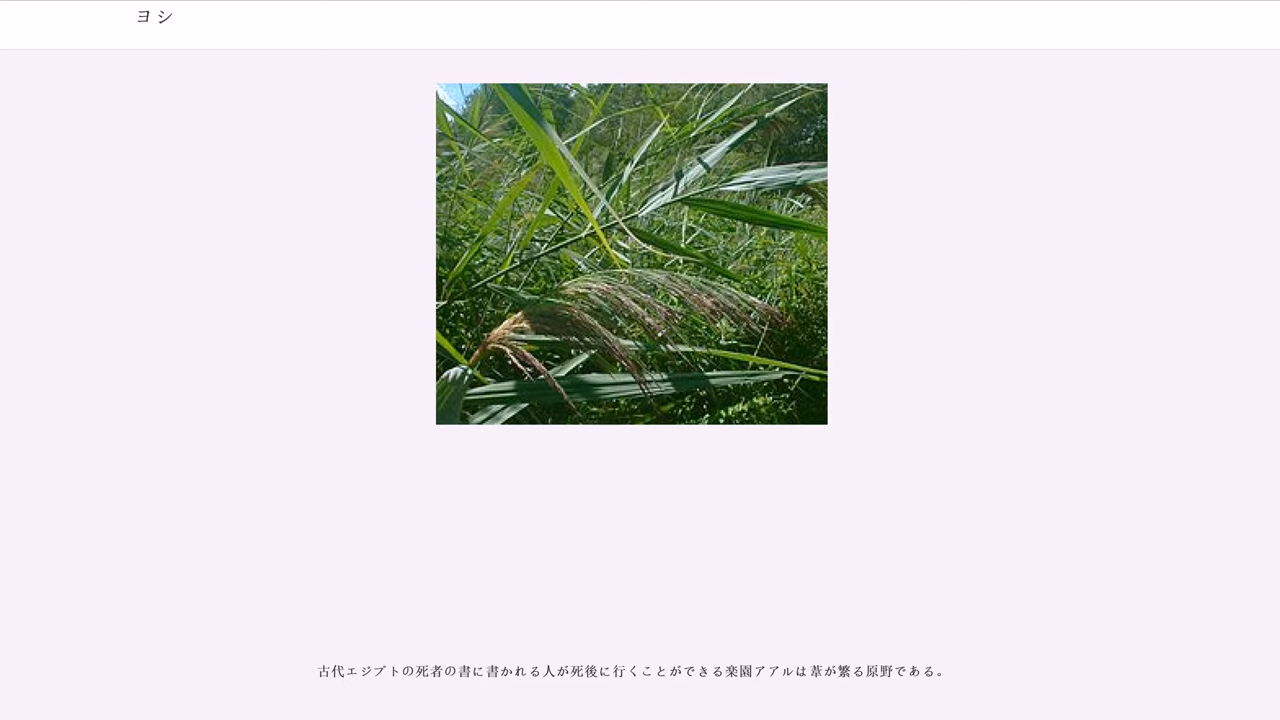 ヨシ
古代エジプトの死者の書に書かれる人が死後に行くことができる楽園アアルは葦が繁る原野である。